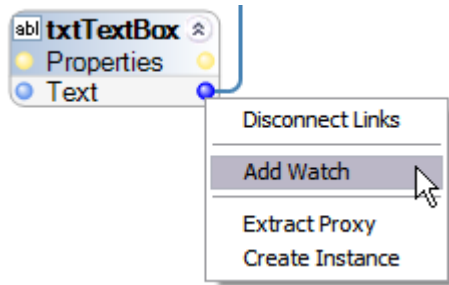 abl txtTextBox
Properties
Text
Disconnect Links
Add Watch
Extract Proxy
Create Instance